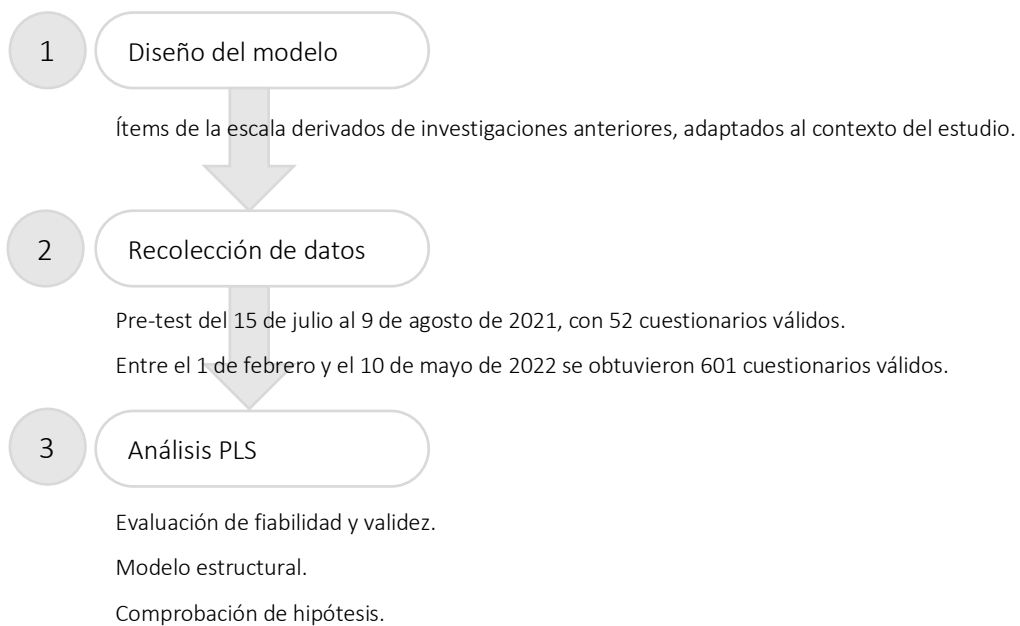 1 Diseño del modelo
Ítems de la escala derivados de investigaciones anteriores, adaptados al contexto del estudio.
2 Recolección de datos
Pre-test del 15 de julio al 9 de agosto de 2021, con 52 cuestionarios válidos.
Entre el 1 de febrero y el 10 de mayo de 2022 se obtuvieron 601 cuestionarios válidos.
3 Análisis PLS
Evaluación de fiabilidad y validez.
Modelo estructural.
Comprobación de hipótesis.